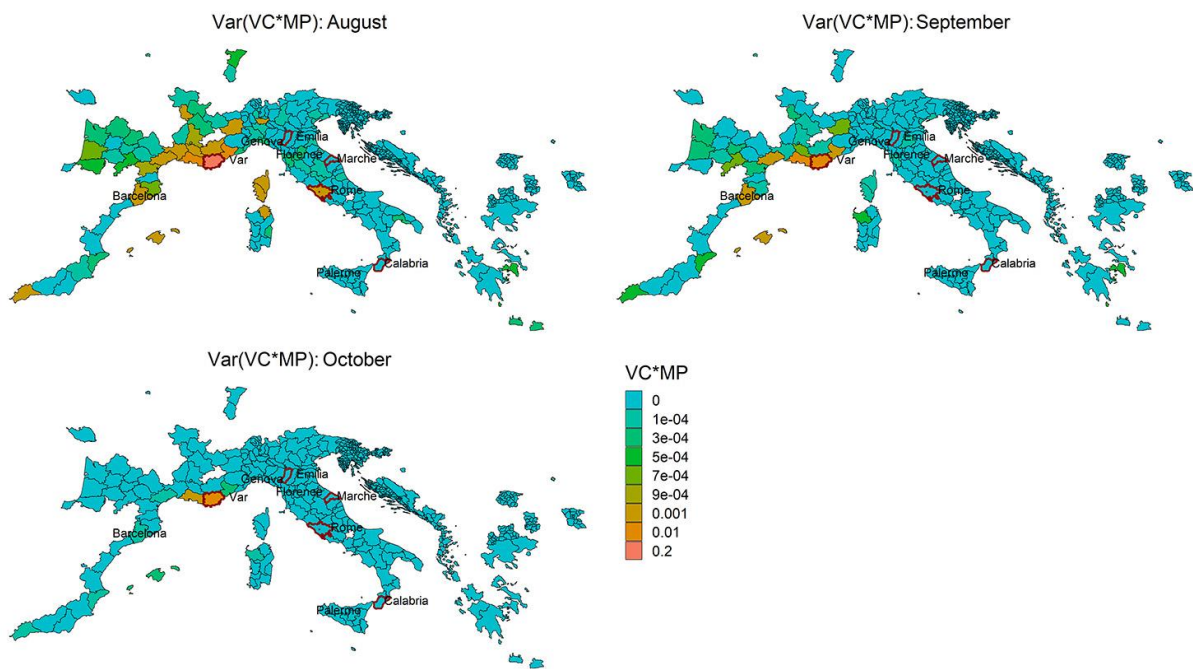 Var(VC*MP): August
Emilia
Genova
Florence
Marche
Var
Rome
Barcelona
Palermo
Calabria
Var(VC*MP): September
Emilia
Genova
Florence
Marche
Var
Rome
Barcelona
Palermo
Calabria
Var(VC*MP): October
Emilia
Genova
Florence
Marche
Var
Rome
Barcelona
Palermo
Calabria
VC*MP
0
1e-04
3e-04
5e-04
7e-04
9e-04
0.001
0.01
0.2